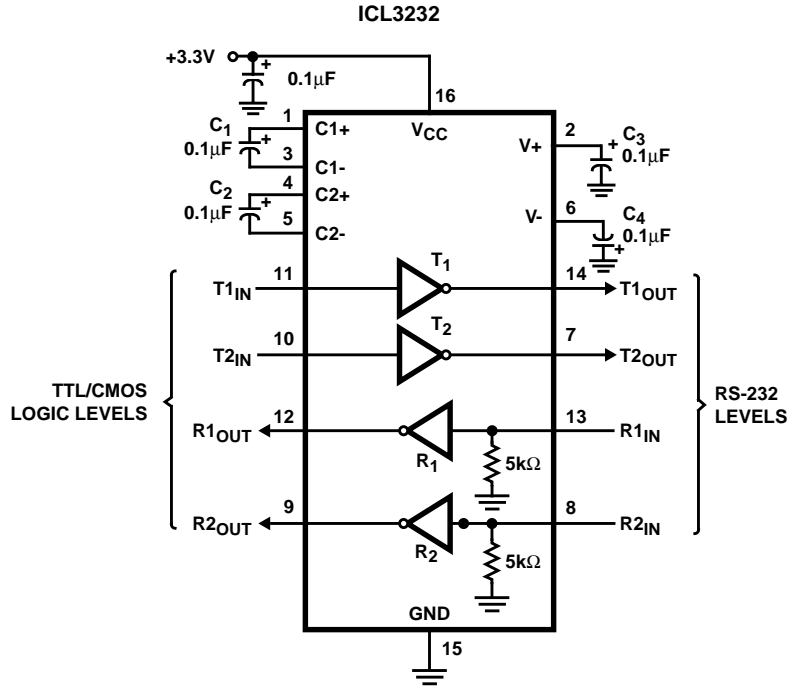 ICL3232
+3.3V
+
0.1μF
16
1
C1+
VCC
2
V+
+
C3
0.1μF
C1
0.1μF
+
3
C1-
4
C2+
C2
0.1μF
+
5
C2-
V-
6
C4
0.1μF
+
T1IN
11
T1
14
T1OUT
T2IN
10
T2
7
T2OUT
TTL/CMOS
LOGIC LEVELS
RS-232
LEVELS
R1OUT
12
R1
13
R1IN
5kΩ
R2OUT
9
R2
8
R2IN
5kΩ
GND
15